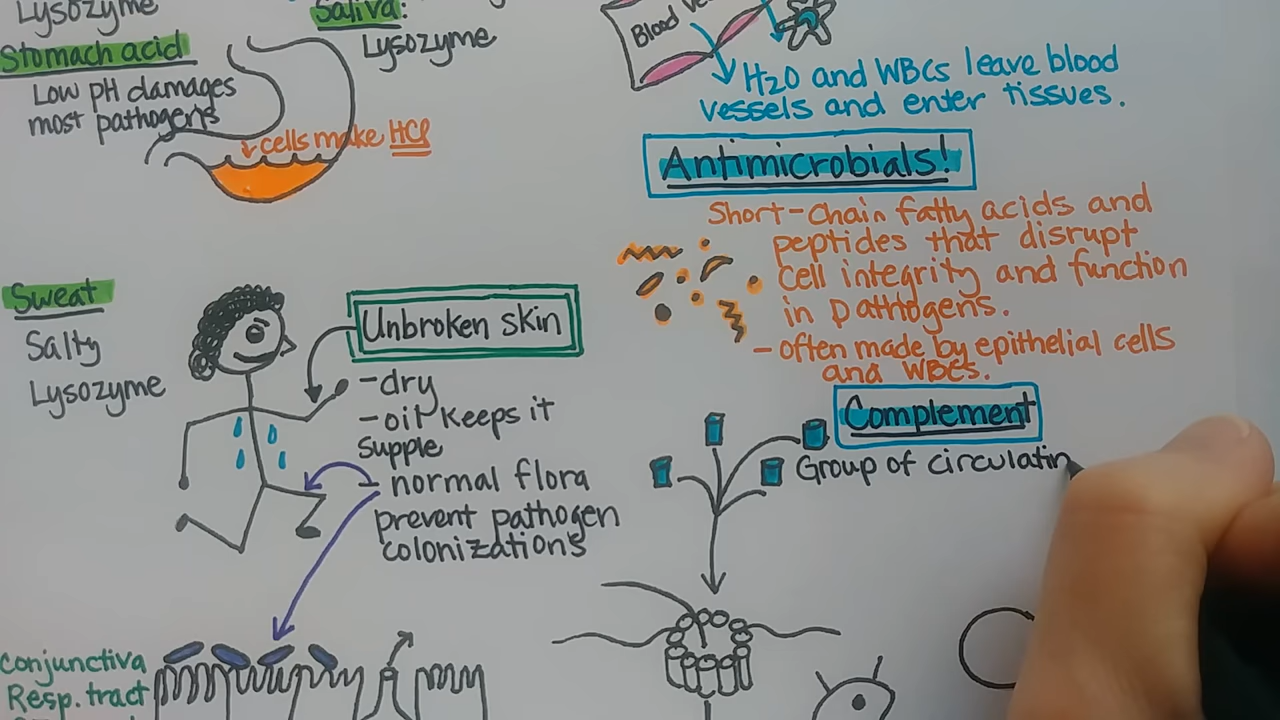 Lysozyme
Stomach acid
Low pH damages
most pathogens
cells make HCl
Saliva:
Lysozyme
Sweat
Salty
Lysozyme
Unbroken skin
-dry
-oil keeps it
supple
- normal flora
prevent pathogen
colonizations
Conjunctiva
Resp. tract
Blood
H2O and WBCs leave blood
vessels and enter tissues.
Antimicrobials!
Short-chain fatty acids and
peptides that disrupt
cell integrity and function
in pathogens.
- often made by epithelial cells
and WBCs.
Complement
Group of circulatin